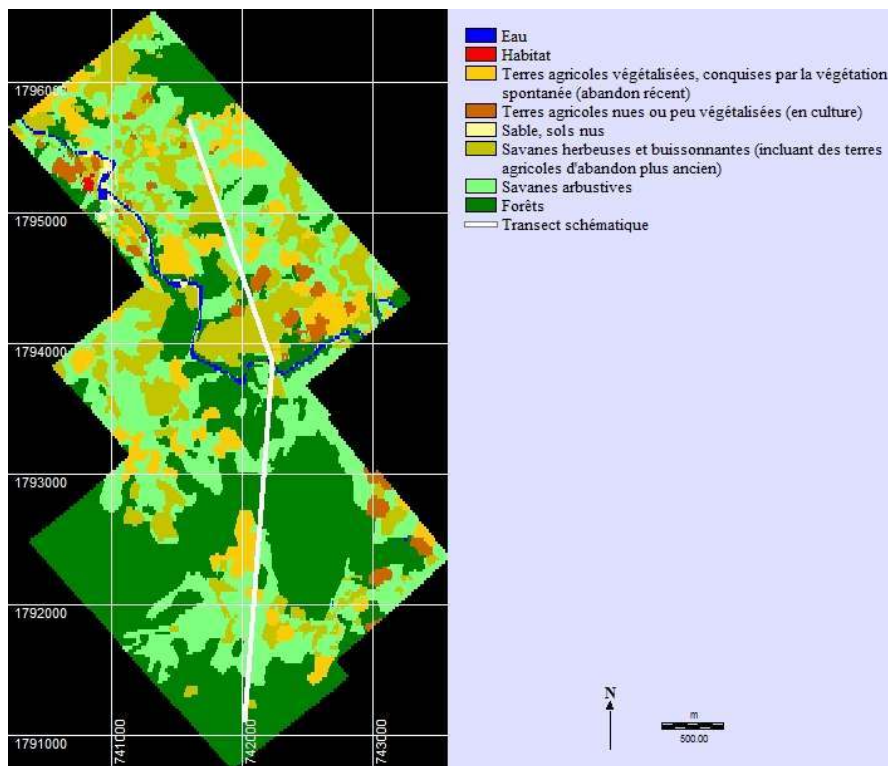 Eau
Habitat
Terres agricoles végétalisées, conquises par la végétation
spontanée (abandon récent)
Terres agricoles nues ou peu végétalisées (en culture)
Sable, sols nus
Savanes herbeuses et buissonnantes (incluant des terres
agricoles d'abandon plus ancien)
Savanes arbustives
Forêts
Transect schématique
1796000
1795000
1794000
1793000
1792000
1791000
741000
742000
743000
N
m
500.00